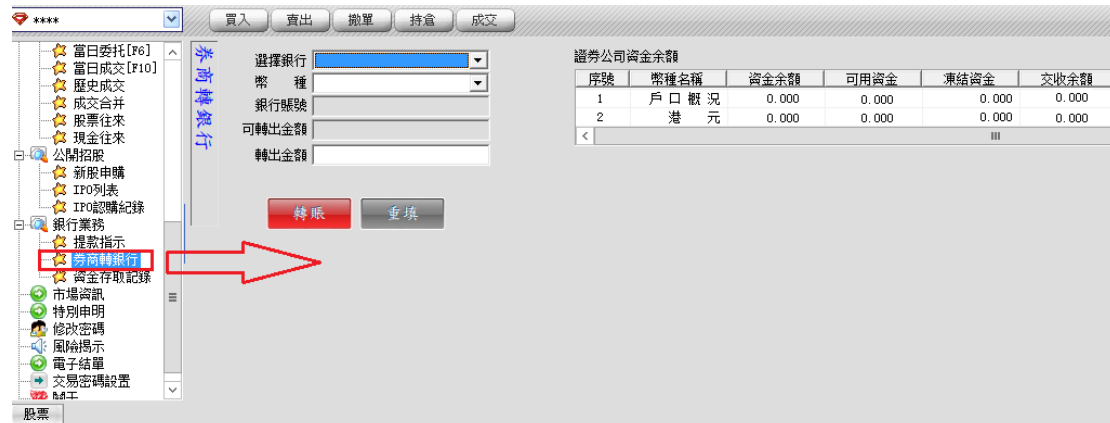 ****
買入 賣出 撤單 持倉 成交
當日委托[F6]
當日成交[F10]
歷史成交
成交合并
股票往來
現金往來
公開招股
新股申購
IPO列表
IPO認購紀錄
銀行業務
提款指示
券商轉銀行
資金存取記錄
市場資訊
特別申明
修改密碼
風險揭示
電子結單
交易密碼設置
股票
券商轉銀行
選擇銀行
幣 種
銀行賬號
可轉出金額
轉出金額
轉賬 重填
證券公司資金余額
序號 幣種名稱 資金余額 可用資金 凍結資金 交收余額
1 戶口概況 0.000 0.000 0.000 0.000
2 港 元 0.000 0.000 0.000 0.000